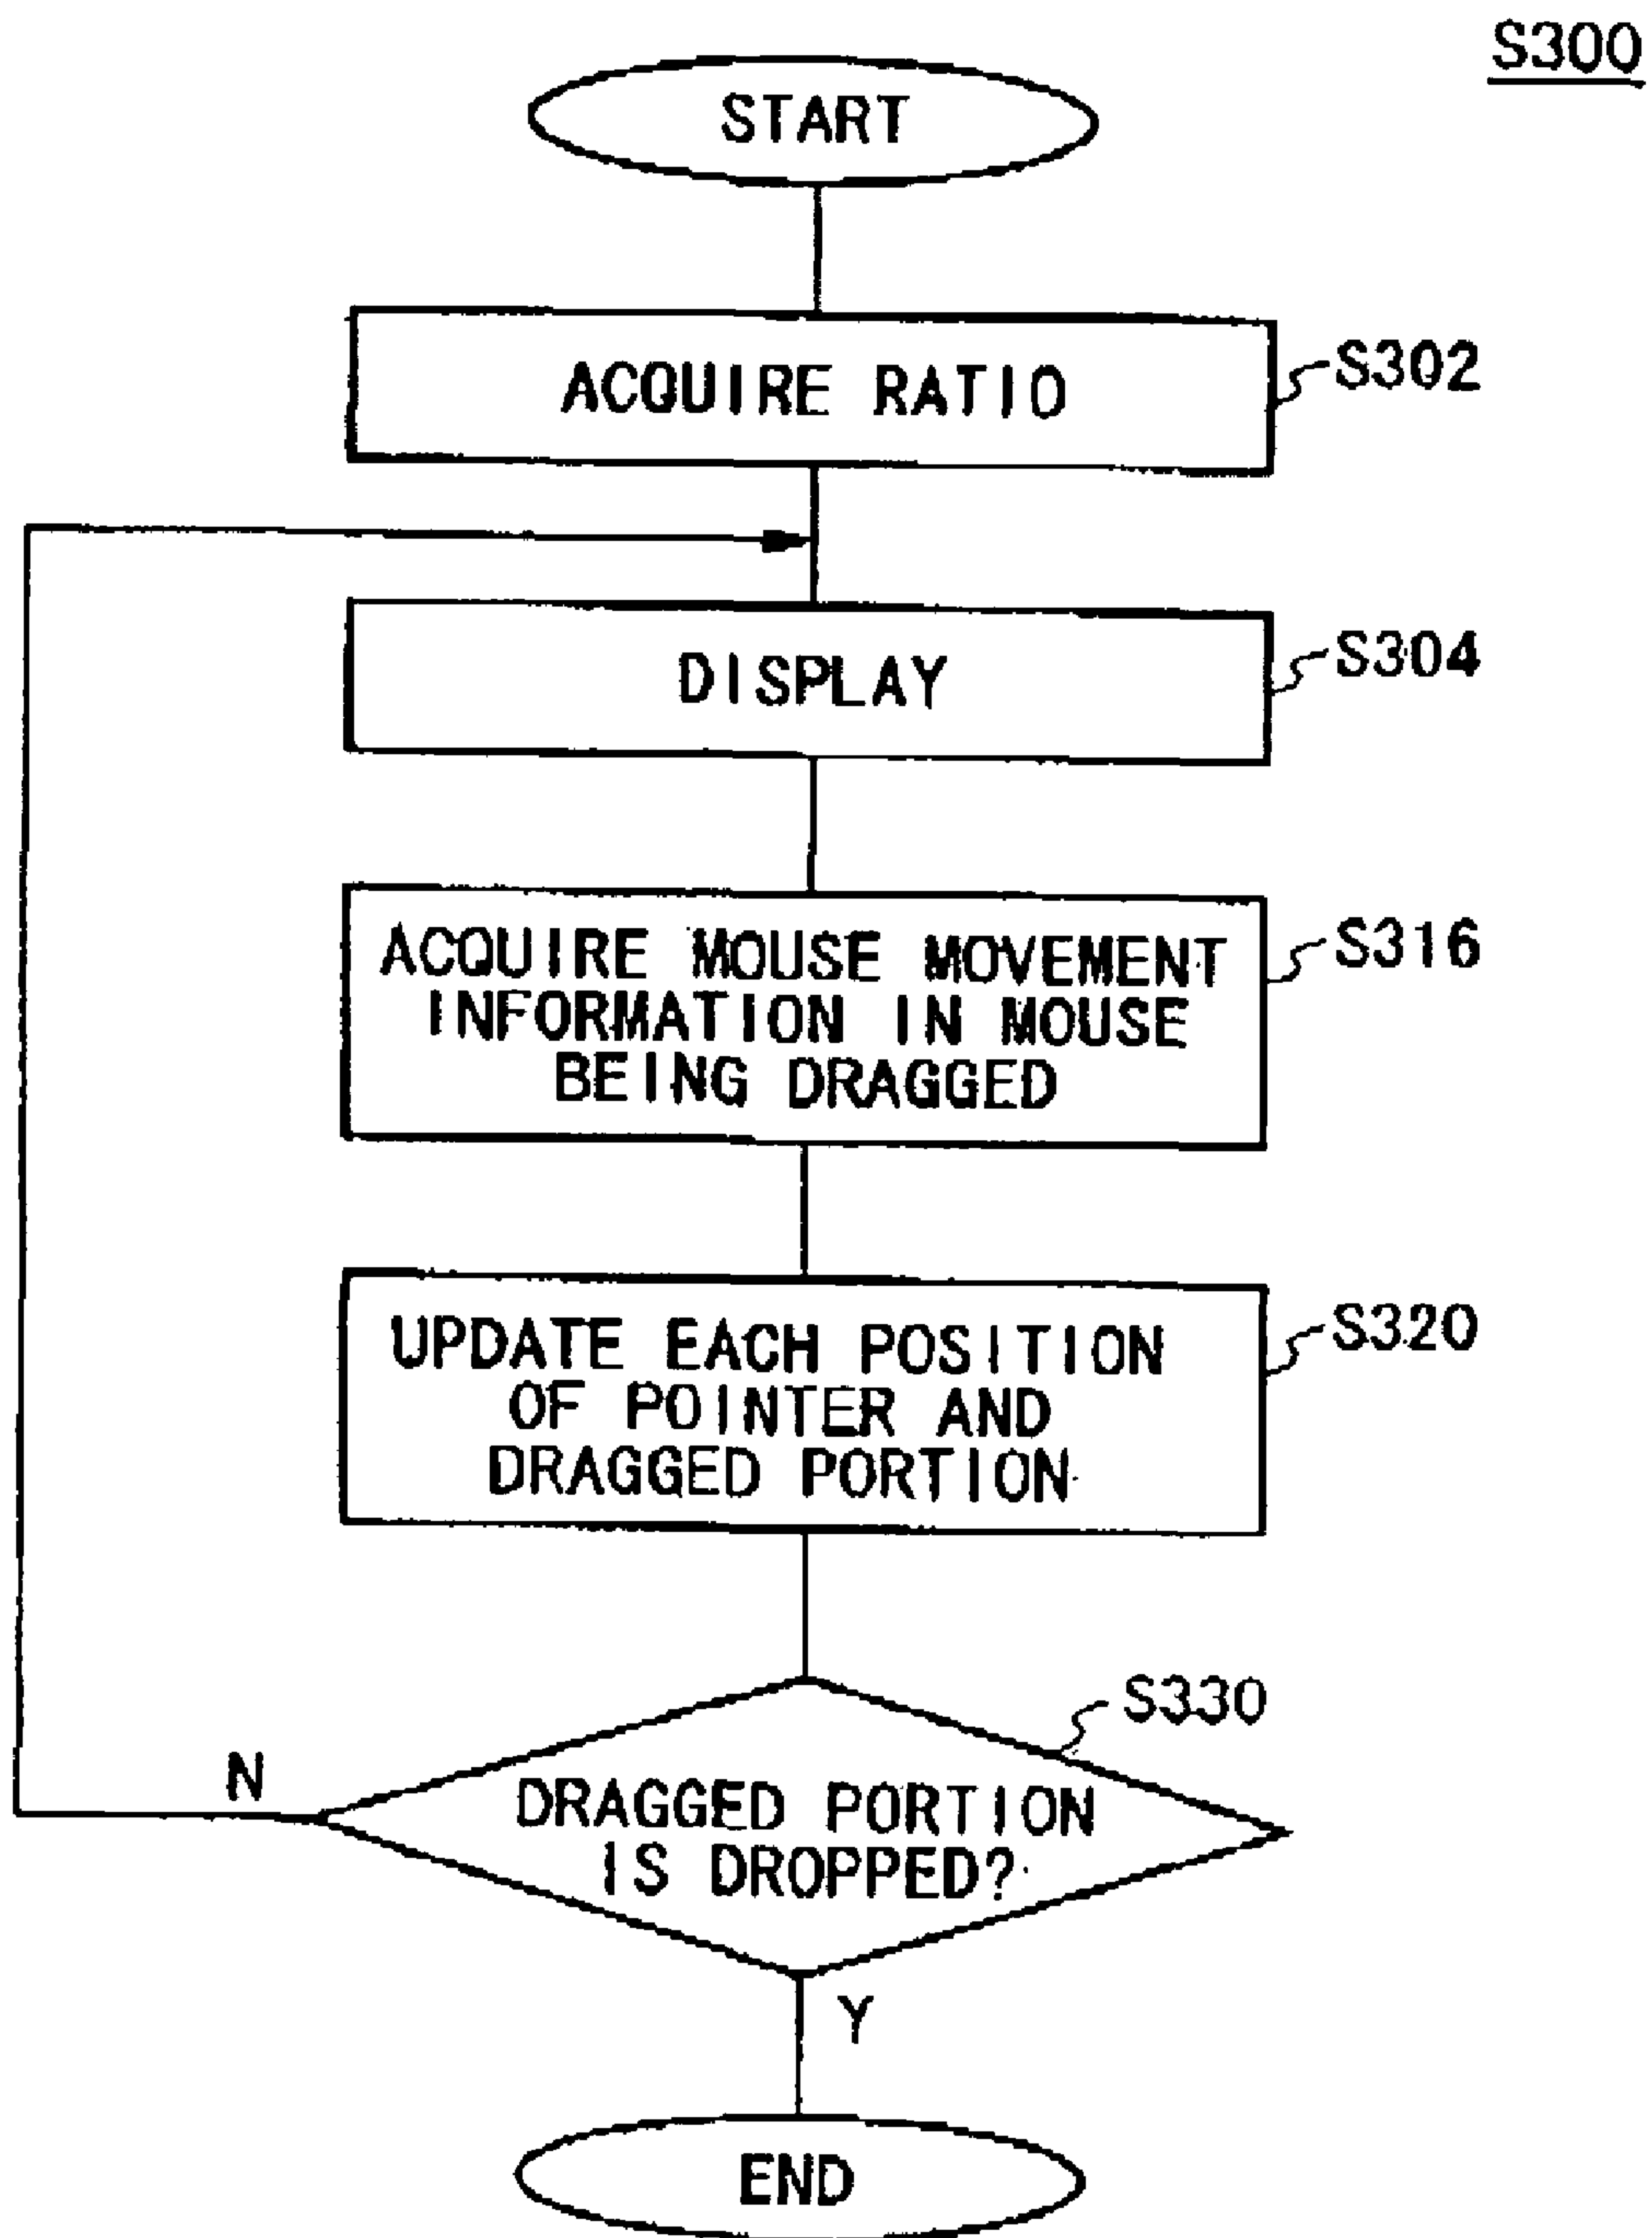 S300
START
ACQUIRE RATIO
S302
DISPLAY
S304
ACQUIRE MOUSE MOVEMENT
INFORMATION IN MOUSE
BEING DRAGGED
S316
UPDATE EACH POSITION
OF POINTER AND
DRAGGED PORTION
S320
S330
N
DRAGGED PORTION
IS DROPPED?
Y
END